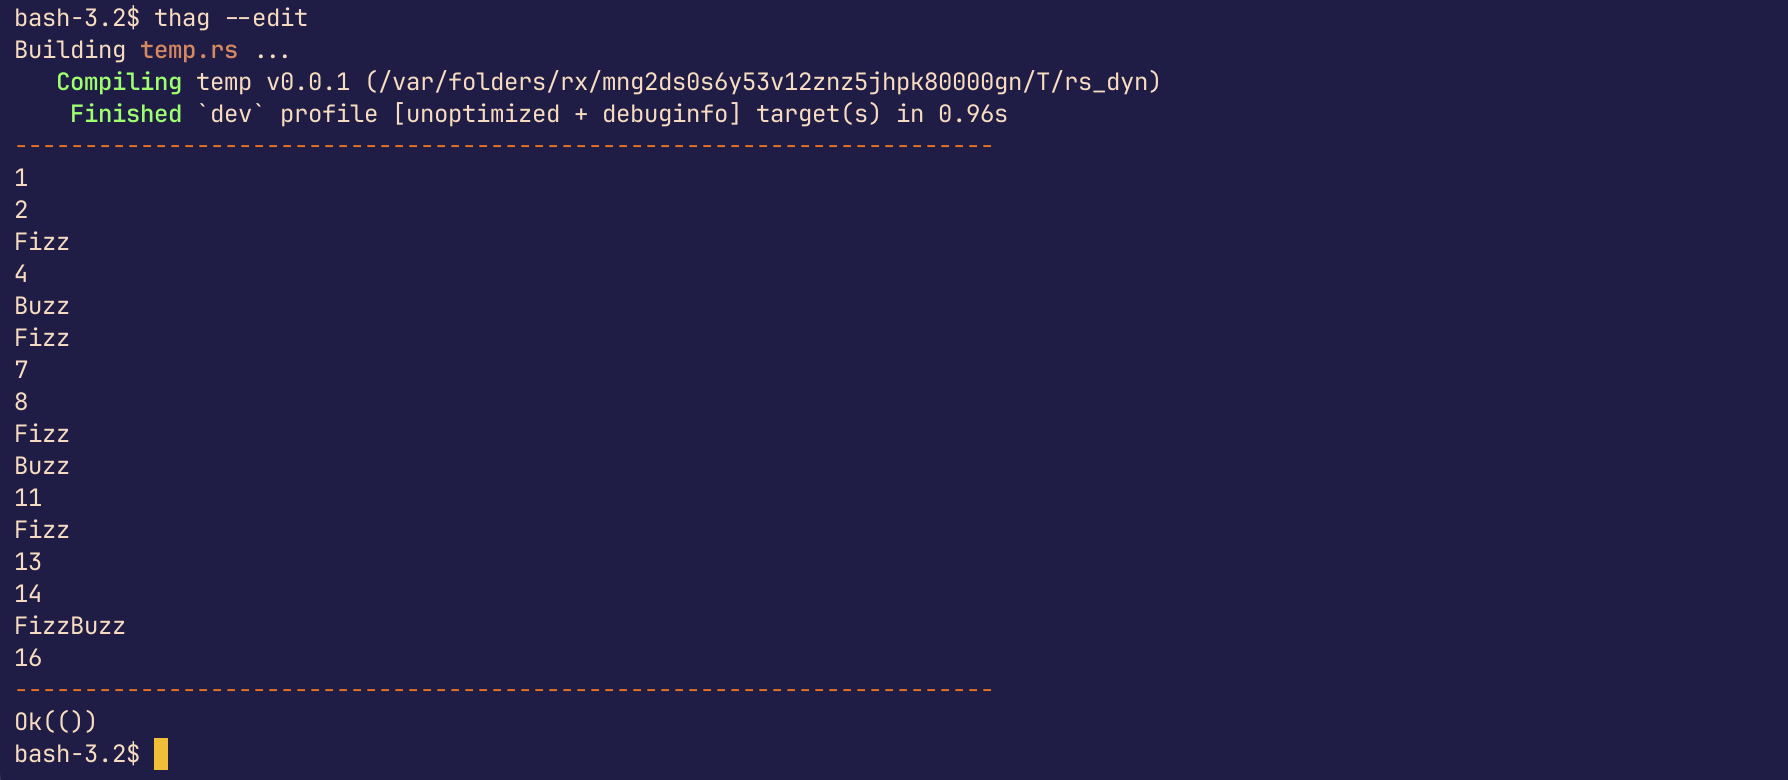 bash-3.2$ thag --edit
Building temp.rs ...
Compiling temp v0.0.1 (/var/folders/rx/mng2ds0s6y53v12znz5jhpk80000gn/T/rs_dyn)
Finished `dev` profile [unoptimized + debuginfo] target(s) in 0.96s
----------------------------------------------------------------------
1
2
Fizz
4
Buzz
Fizz
7
8
Fizz
Buzz
11
Fizz
13
14
FizzBuzz
16
----------------------------------------------------------------------
Ok(())
bash-3.2$